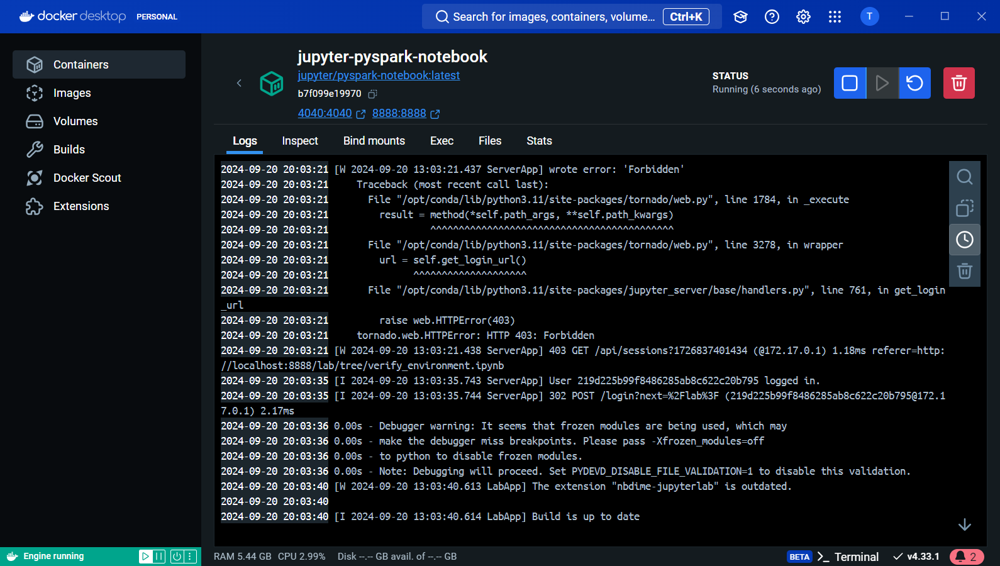 docker desktop PERSONAL
Search for images, containers, volume... Ctrl+K
T
Containers
Images
Volumes
Builds
Docker Scout
Extensions
jupyter-pyspark-notebook
jupyter/pyspark-notebook:latest
b7f099e19970
4040:4040 8888:8888
STATUS
Running (6 seconds ago)
Logs Inspect Bind mounts Exec Files Stats
2024-09-20 20:03:21 [W 2024-09-20 13:03:21.437 ServerApp] wrote error: 'Forbidden'
2024-09-20 20:03:21 Traceback (most recent call last):
2024-09-20 20:03:21 File "/opt/conda/lib/python3.11/site-packages/tornado/web.py", line 1784, in _execute
2024-09-20 20:03:21 result = method(*self.path_args, **self.path_kwargs)
2024-09-20 20:03:21 ^^^^^^^^^^^^^^^^^^^^^^^^^^^^^^^^^^^^^^^^^^^
2024-09-20 20:03:21 File "/opt/conda/lib/python3.11/site-packages/tornado/web.py", line 3278, in wrapper
2024-09-20 20:03:21 url = self.get_login_url()
2024-09-20 20:03:21 ^^^^^^^^^^^^^^^^^^^^
2024-09-20 20:03:21 File "/opt/conda/lib/python3.11/site-packages/jupyter_server/base/handlers.py", line 761, in get_login
_url
2024-09-20 20:03:21 raise web.HTTPError(403)
2024-09-20 20:03:21 tornado.web.HTTPError: HTTP 403: Forbidden
2024-09-20 20:03:21 [W 2024-09-20 13:03:21.438 ServerApp] 403 GET /api/sessions?1726837401434 (@172.17.0.1) 1.18ms referer=http:
//localhost:8888/lab/tree/verify_environment.ipynb
2024-09-20 20:03:35 [I 2024-09-20 13:03:35.743 ServerApp] User 219d225b99f8486285ab8c622c20b795 logged in.
2024-09-20 20:03:35 [I 2024-09-20 13:03:35.744 ServerApp] 302 POST /login?next=%2Flab%3F (219d225b99f8486285ab8c622c20b795@172.1
7.0.1) 2.17ms
2024-09-20 20:03:36 0.00s - Debugger warning: It seems that frozen modules are being used, which may
2024-09-20 20:03:36 0.00s - make the debugger miss breakpoints. Please pass -Xfrozen_modules=off
2024-09-20 20:03:36 0.00s - to python to disable frozen modules.
2024-09-20 20:03:36 0.00s - Note: Debugging will proceed. Set PYDEVD_DISABLE_FILE_VALIDATION=1 to disable this validation.
2024-09-20 20:03:40 [W 2024-09-20 13:03:40.613 LabApp] The extension "nbdime-jupyterlab" is outdated.
2024-09-20 20:03:40
2024-09-20 20:03:40 [I 2024-09-20 13:03:40.614 LabApp] Build is up to date
Engine running
RAM 5.44 GB CPU 2.99% Disk --.-- GB avail. of --.-- GB
BETA >_ Terminal v4.33.1 2